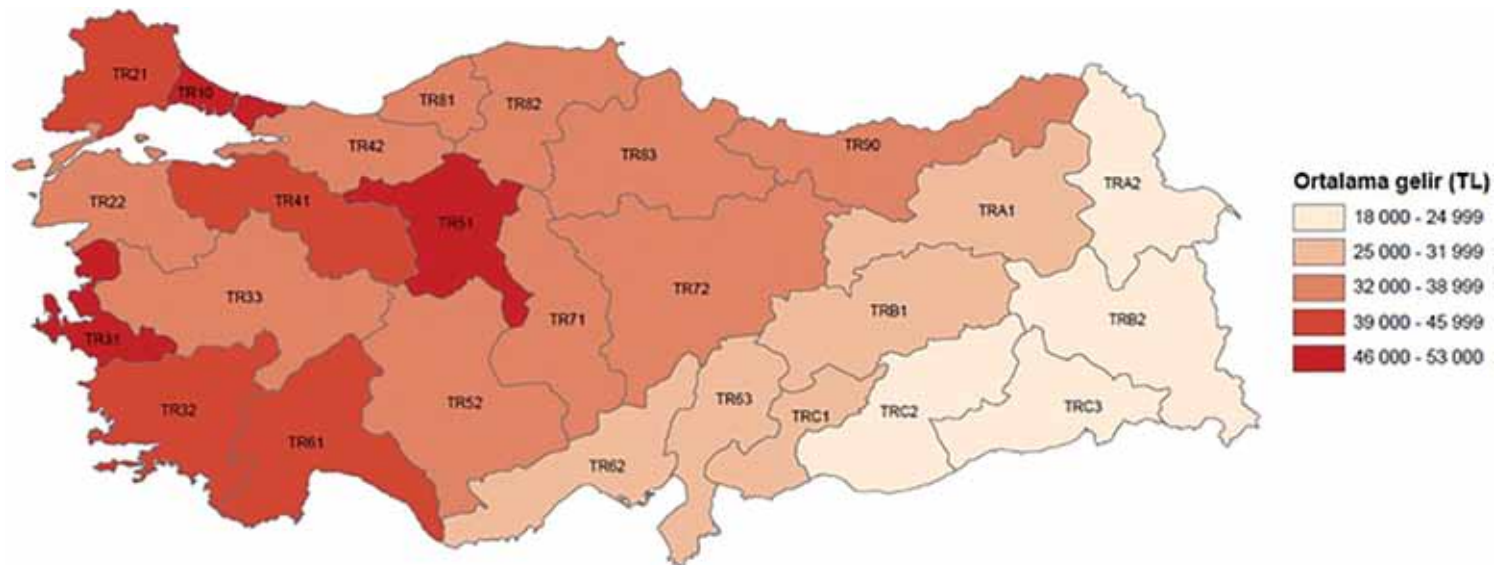 TR21
TR10
TR81
TR82
TR42
TR83
TR90
TRA2
TR22
TR41
TR51
TRA1
TR33
TR72
TR71
TRB1
TRB2
TR31
TR32
TR52
TR63
TRC1
TRC2
TRC3
TR61
TR62
Ortalama gelir (TL)
18 000 - 24 999
25 000 - 31 999
32 000 - 38 999
39 000 - 45 999
46 000 - 53 000